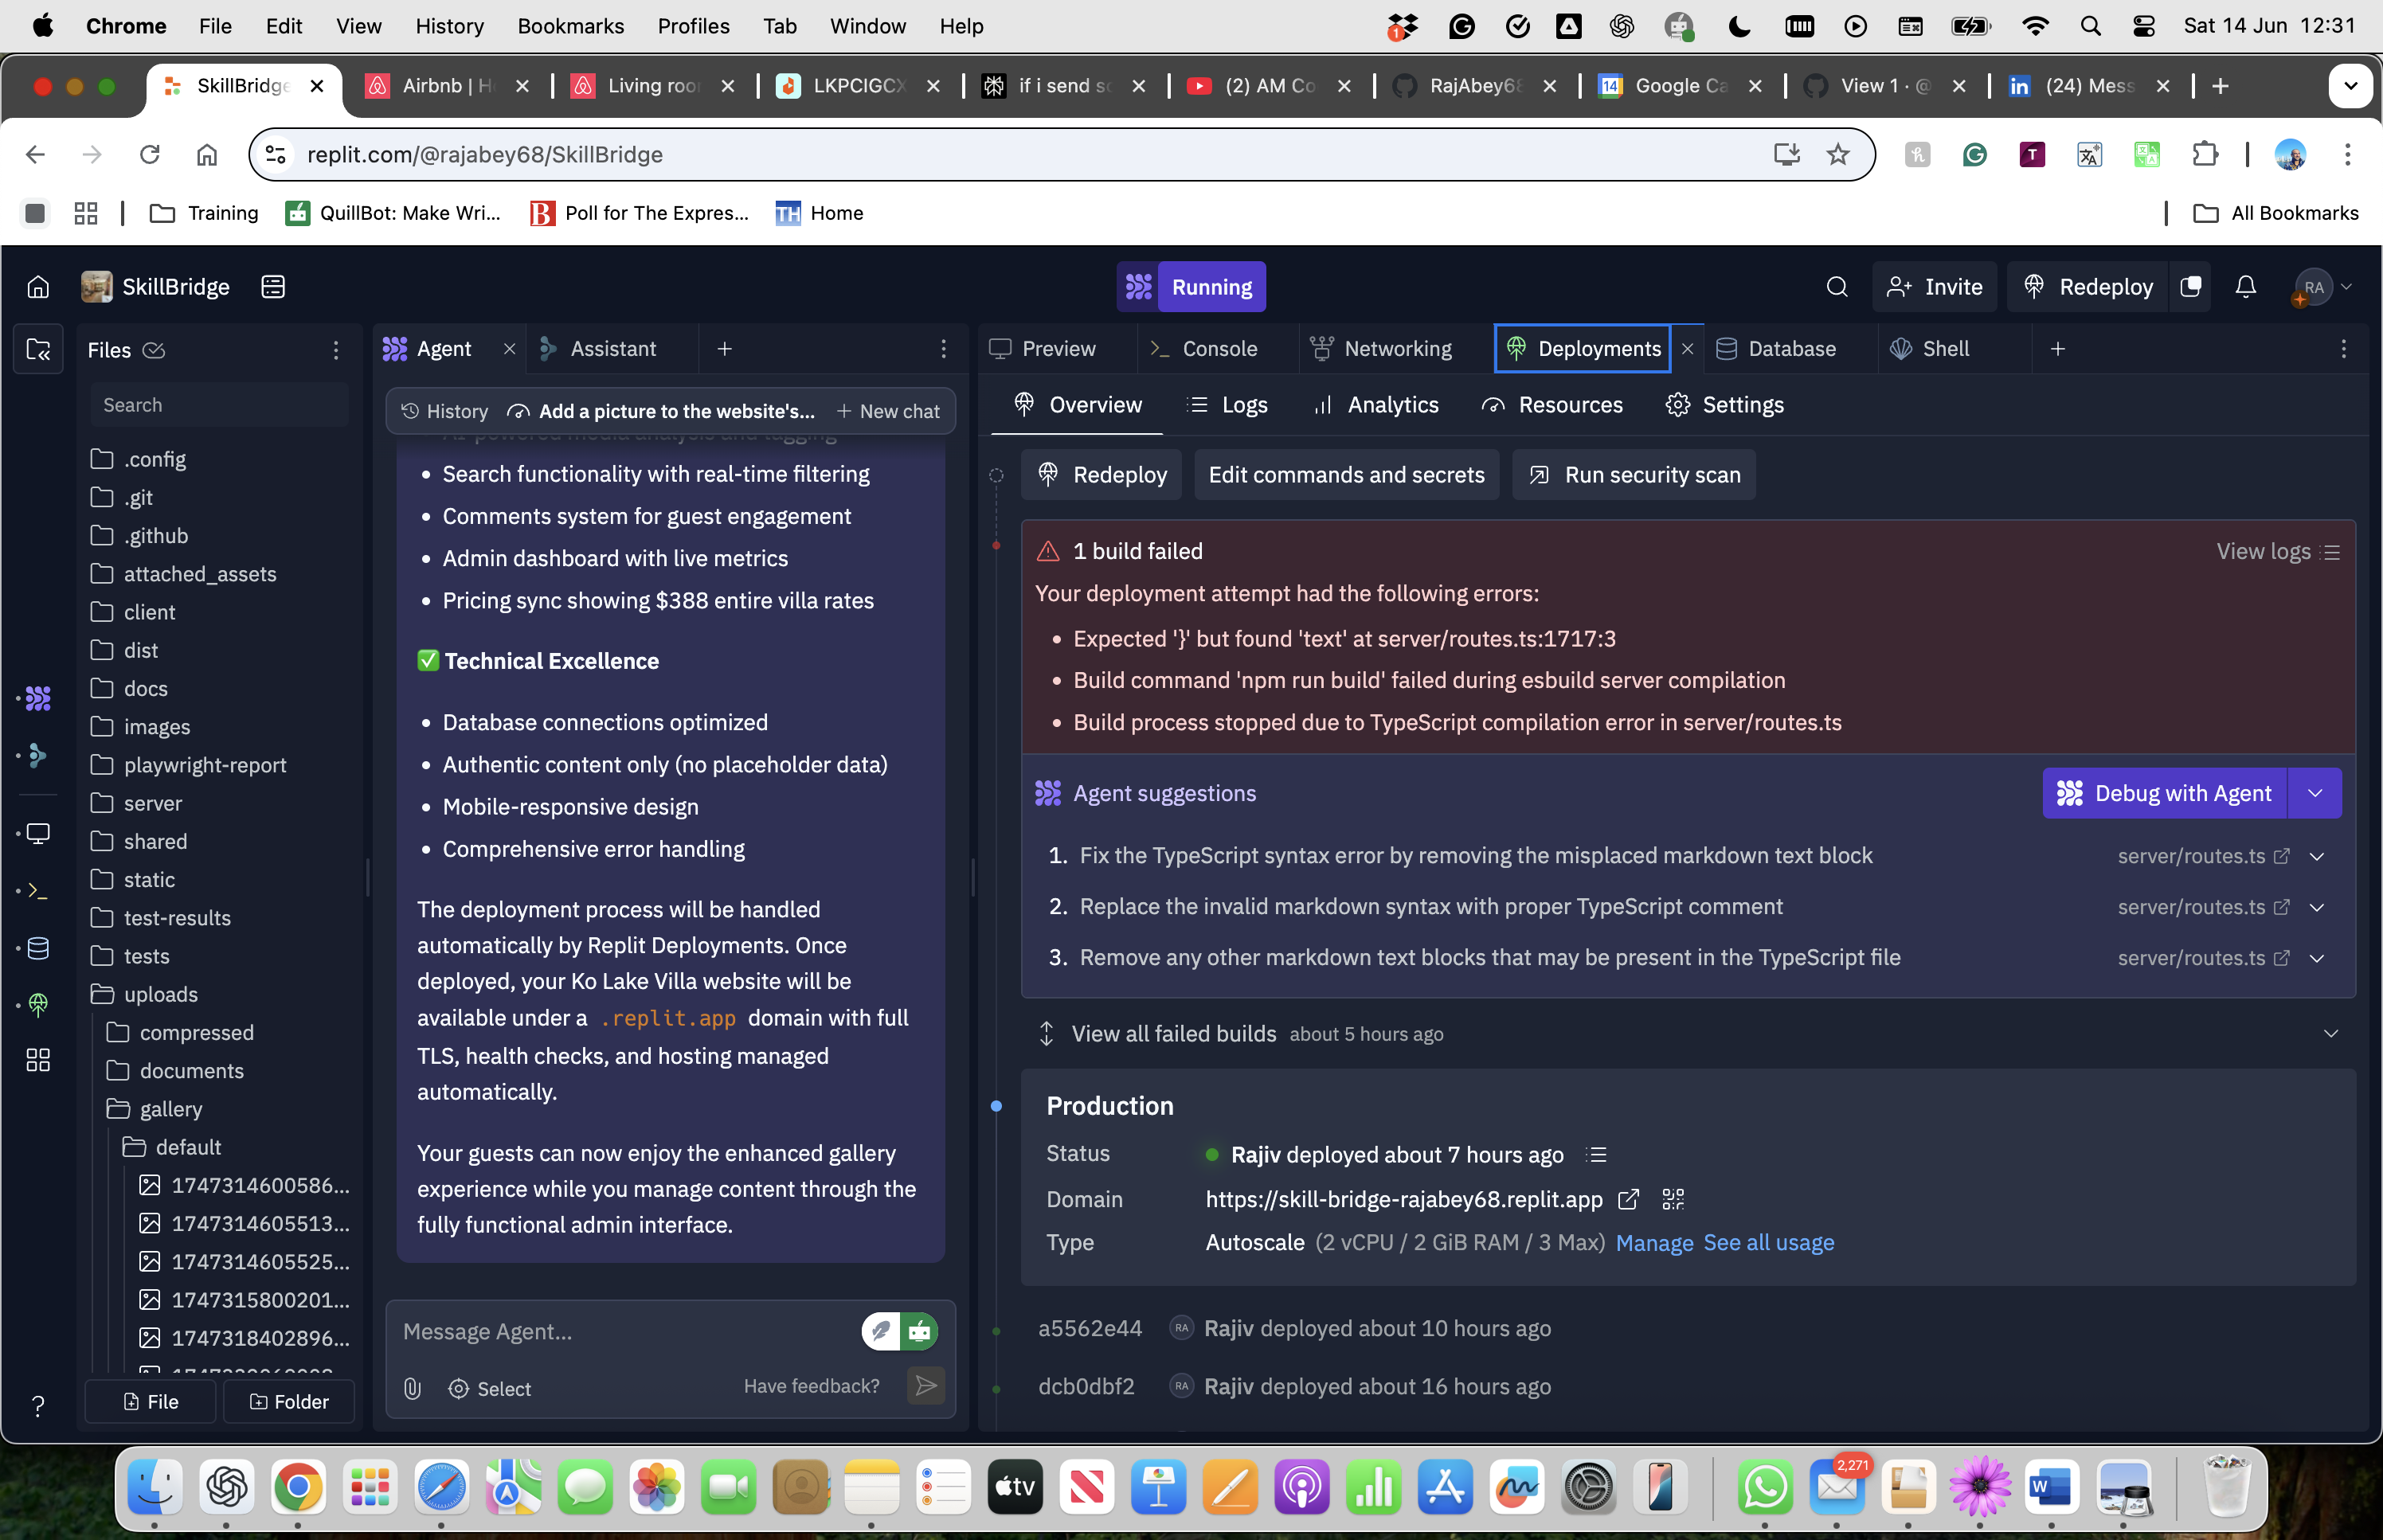 Chrome File Edit View History Bookmarks Profiles Tab Window Help
1
Sat 14 Jun 12:31
SkillBridge
Airbnb | H
Living roo
LKPCIGCX
if i send s
(2) AM Co
RajAbey68
14
Google Ca
View 1 · @
in
(24) Mess
replit.com/@rajabey68/SkillBridge
Training
QuillBot: Make Wri...
Poll for The Expres...
TH Home
All Bookmarks
SkillBridge
Running
Invite
Redeploy
RA
Files
Search
.config
.git
.github
attached_assets
client
dist
docs
images
playwright-report
server
shared
static
test-results
tests
uploads
compressed
documents
gallery
default
1747314600586...
1747314605513...
1747314605525...
1747315800201...
1747318402896...
File
Folder
Agent
Assistant
History
Add a picture to the website's...
New chat
AI-powered media analysis and tagging
• Search functionality with real-time filtering
• Comments system for guest engagement
• Admin dashboard with live metrics
• Pricing sync showing $388 entire villa rates
✅ Technical Excellence
• Database connections optimized
• Authentic content only (no placeholder data)
• Mobile-responsive design
• Comprehensive error handling
The deployment process will be handled
automatically by Replit Deployments. Once
deployed, your Ko Lake Villa website will be
available under a .replit.app domain with full
TLS, health checks, and hosting managed
automatically.
Your guests can now enjoy the enhanced gallery
experience while you manage content through the
fully functional admin interface.
Message Agent...
Select
Have feedback?
Preview
Console
Networking
Deployments
Database
Shell
Overview
Logs
Analytics
Resources
Settings
Redeploy
Edit commands and secrets
Run security scan
1 build failed
View logs
Your deployment attempt had the following errors:
• Expected '}' but found 'text' at server/routes.ts:1717:3
• Build command 'npm run build' failed during esbuild server compilation
• Build process stopped due to TypeScript compilation error in server/routes.ts
Agent suggestions
Debug with Agent
1. Fix the TypeScript syntax error by removing the misplaced markdown text block server/routes.ts
2. Replace the invalid markdown syntax with proper TypeScript comment server/routes.ts
3. Remove any other markdown text blocks that may be present in the TypeScript file server/routes.ts
View all failed builds about 5 hours ago
Production
Status Rajiv deployed about 7 hours ago
Domain https://skill-bridge-rajabey68.replit.app
Type Autoscale (2 vCPU / 2 GiB RAM / 3 Max) Manage See all usage
a5562e44 RA Rajiv deployed about 10 hours ago
dcb0dbf2 RA Rajiv deployed about 16 hours ago
tv
2,271
W